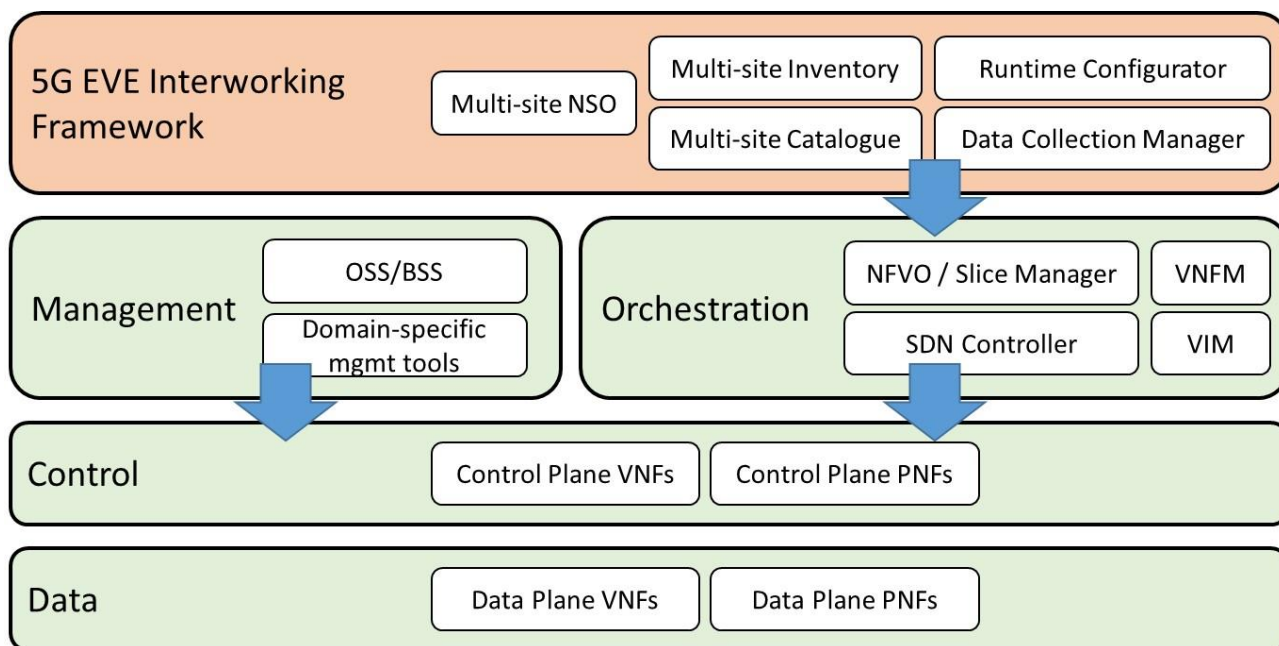 5G EVE Interworking
Framework
Multi-site NSO
Multi-site Inventory
Runtime Configurator
Multi-site Catalogue
Data Collection Manager
Management
OSS/BSS
Domain-specific
mgmt tools
Orchestration
NFVO / Slice Manager
VNFM
SDN Controller
VIM
Control
Control Plane VNFs
Control Plane PNFs
Data
Data Plane VNFs
Data Plane PNFs